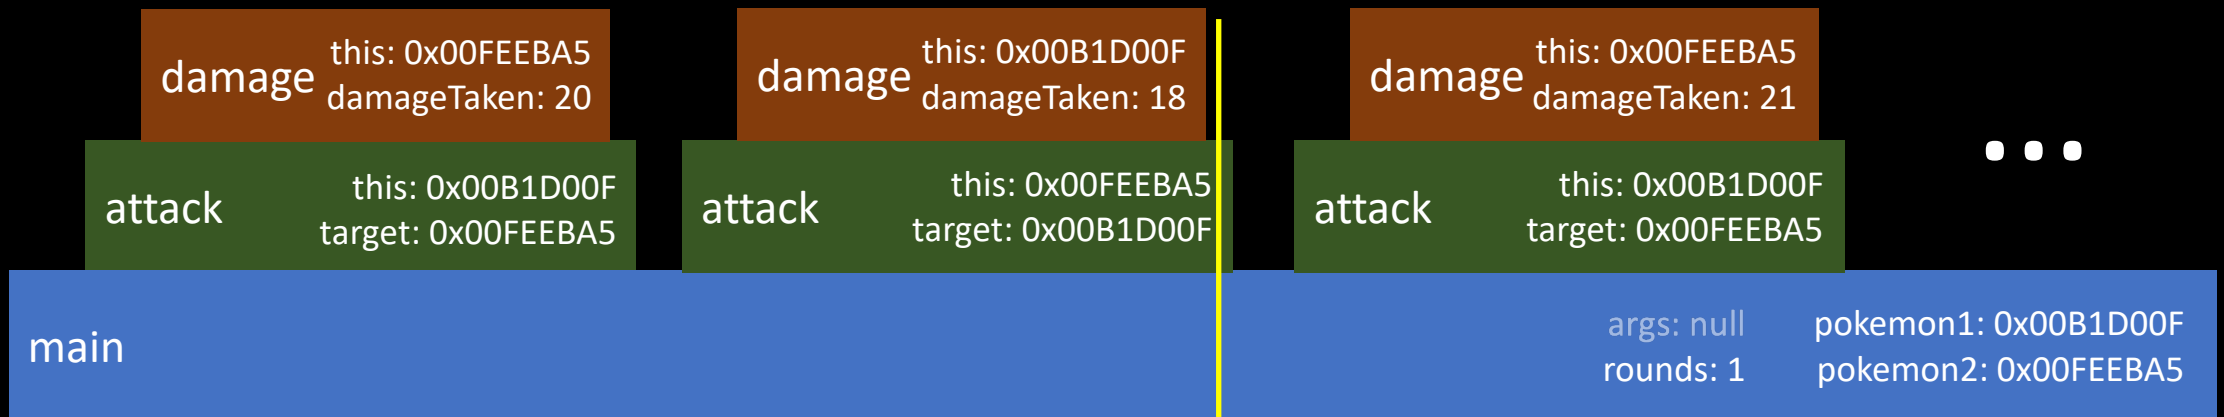 damage
this: 0x00FEEBA5
damageTaken: 20
damage
this: 0x00B1D00F
damageTaken: 18
damage
this: 0x00FEEBA5
damageTaken: 21
attack
this: 0x00B1D00F
target: 0x00FEEBA5
attack
this: 0x00FEEBA5
target: 0x00B1D00F
attack
this: 0x00B1D00F
target: 0x00FEEBA5
...
main
args: null
rounds: 1
pokemon1: 0x00B1D00F
pokemon2: 0x00FEEBA5